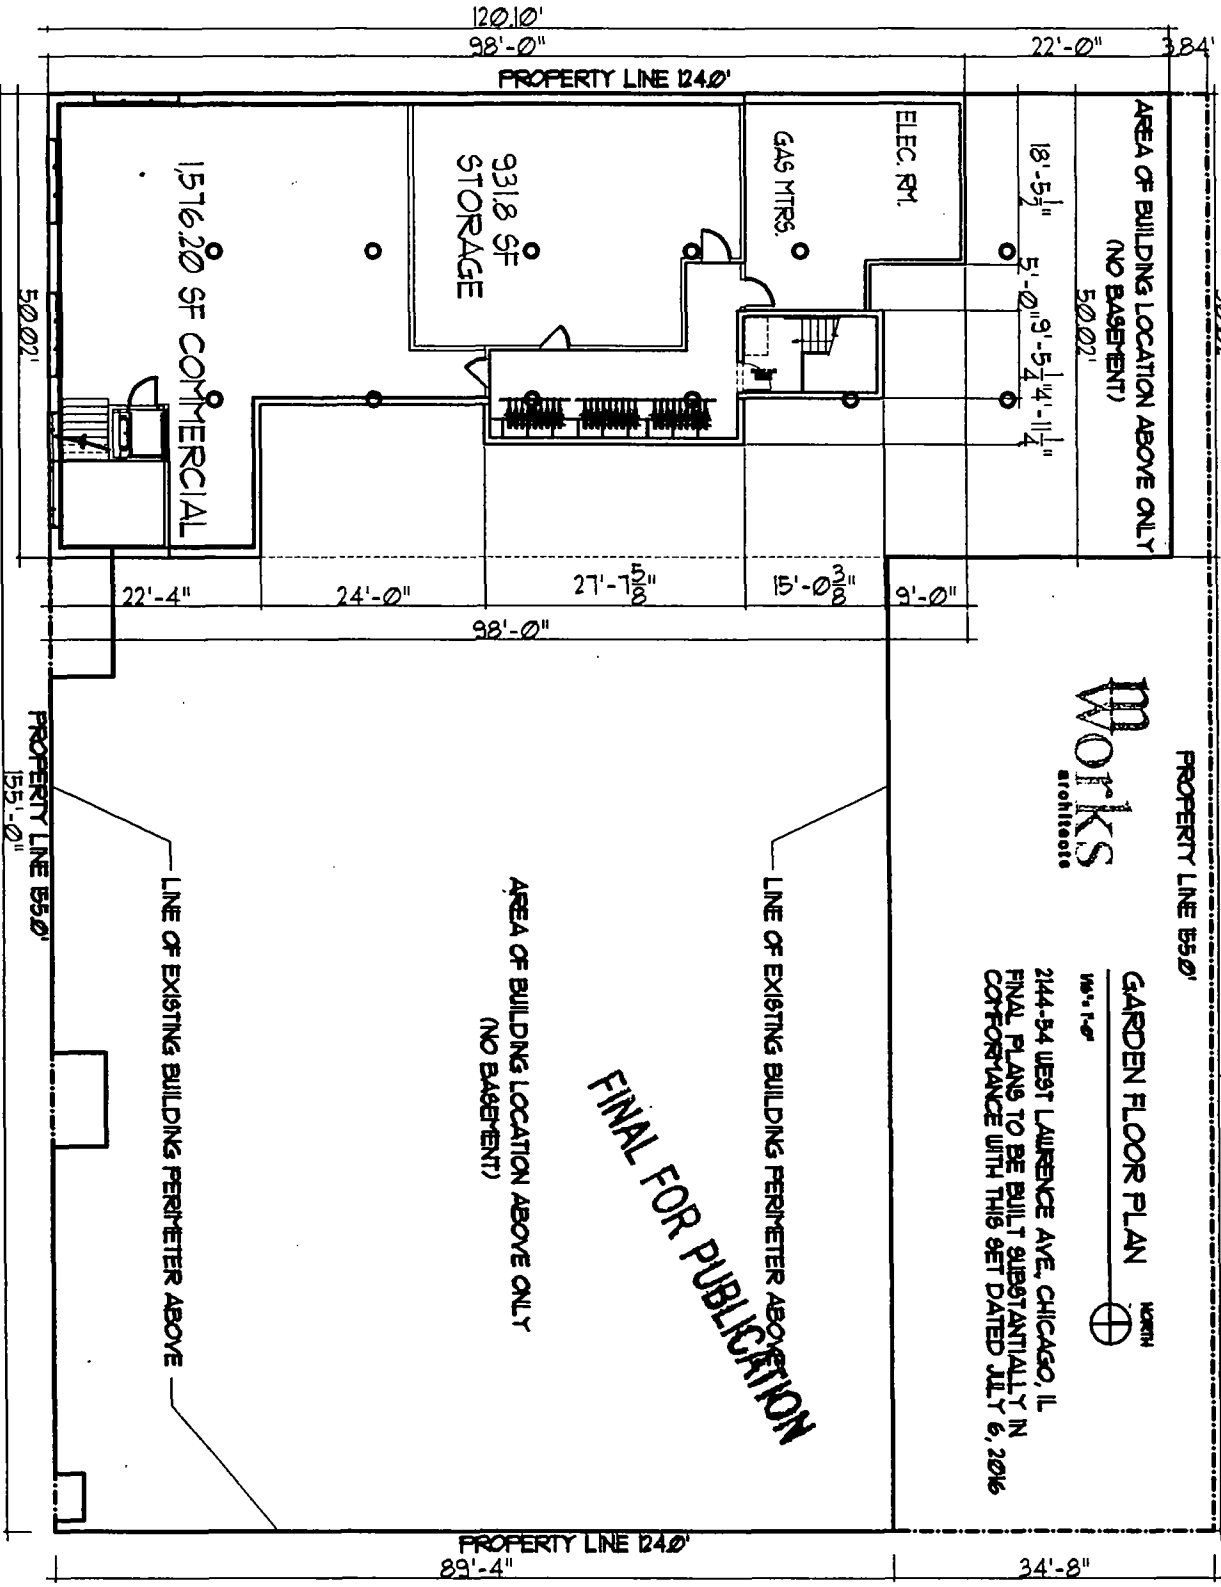 120.10'
98'-0"
22'-0"
3.84'
PROPERTY LINE 124.0'
AREA OF BUILDING LOCATION ABOVE ONLY
(NO BASEMENT)
50.02'
18'-5 1/2"
5'-0"
9'-5 1/4"
4'-11 1/4"
ELEC. RM.
GAS MTRS.
931.8 SF
STORAGE
1,576.20 SF COMMERCIAL
50.02'
22'-4"
24'-0"
27'-7 5/8"
15'-0 3/8"
9'-0"
98'-0"
mworks
architects
PROPERTY LINE 155.0'
GARDEN FLOOR PLAN
1/16"= 1'-0"
NORTH
2144-54 WEST LAWRENCE AVE., CHICAGO, IL
FINAL PLANS TO BE BUILT SUBSTANTIALLY IN
COMFORMANCE WITH THIS SET DATED JULY 6, 2016
LINE OF EXISTING BUILDING PERIMETER ABOVE
AREA OF BUILDING LOCATION ABOVE ONLY
(NO BASEMENT)
FINAL FOR PUBLICATION
LINE OF EXISTING BUILDING PERIMETER ABOVE
PROPERTY LINE 155.0'
155'-0"
PROPERTY LINE 124.0'
89'-4"
34'-8"